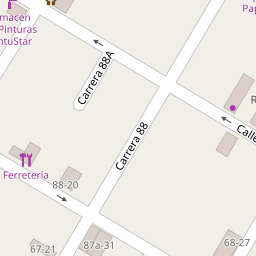 macen
Pinturas
ntuStar
Pap
Carrera 88A
Carrera 88
R
Calle
Ferretería
88-20
67-21
87a-31
68-27